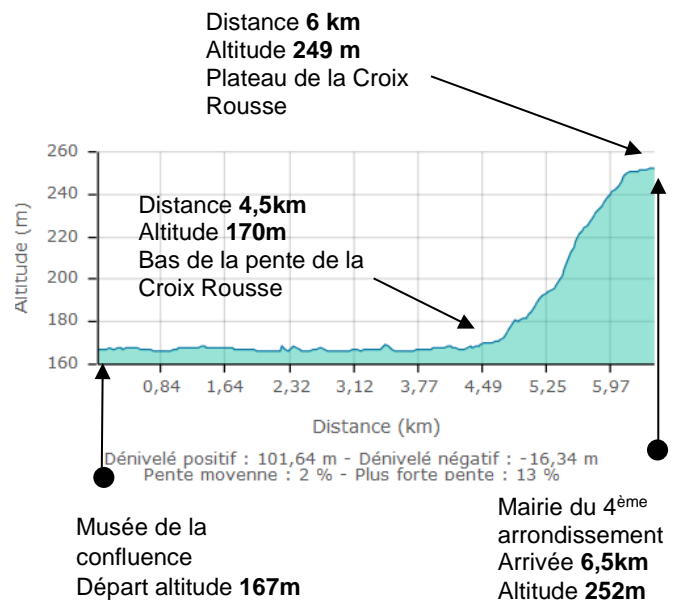 Distance 6 km
Altitude 249 m
Plateau de la Croix
Rousse
260
240
220
200
180
160
Altitude (m)
Distance 4,5km
Altitude 170m
Bas de la pente de la
Croix Rousse
0,84 1,64 2,32 3,12 3,77 4,49 5,25 5,97
Distance (km)
Dénivelé positif : 101,64 m - Dénivelé négatif : -16,34 m
Pente moyenne : 2 % - Plus forte pente : 13 %
Musée de la
confluence
Départ altitude 167m
Mairie du 4ème
arrondissement
Arrivée 6,5km
Altitude 252m